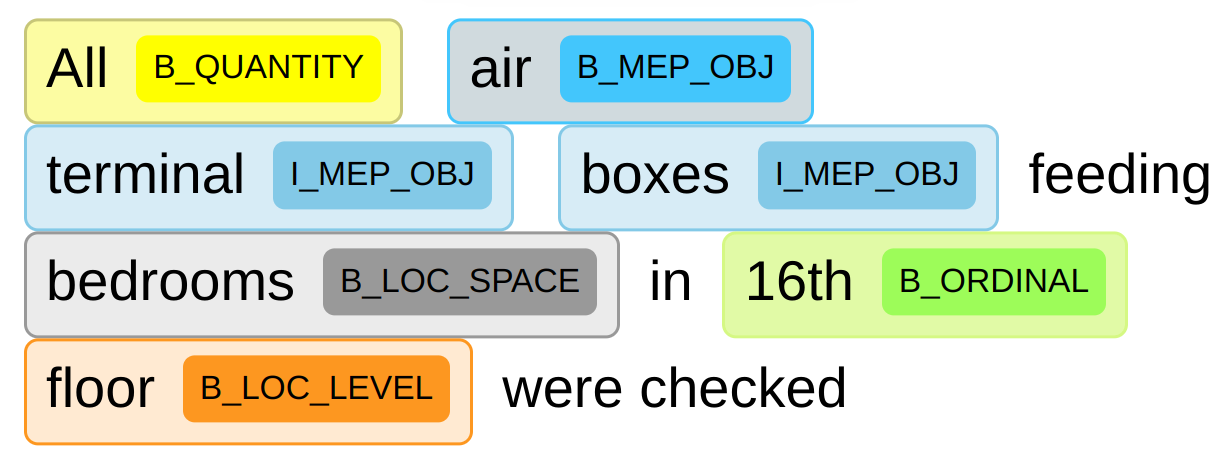 All B_QUANTITY air B_MEP_OBJ
terminal I_MEP_OBJ boxes I_MEP_OBJ feeding
bedrooms B_LOC_SPACE in 16th B_ORDINAL
floor B_LOC_LEVEL were checked